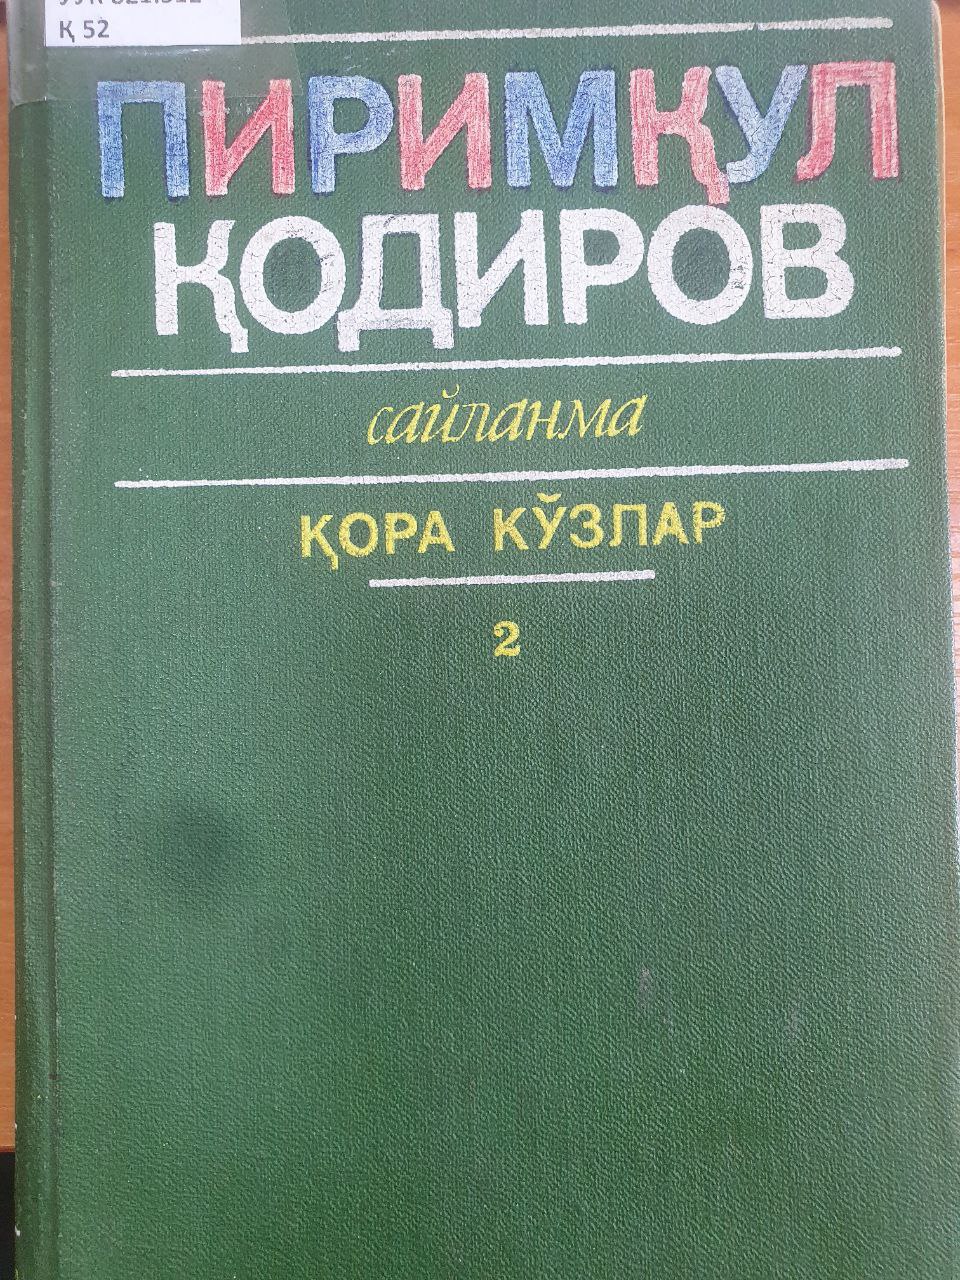 Қ 52
ПИРИМҚУЛ
ҚОДИРОВ
сайланма
ҚОРА КЎЗЛАР
2